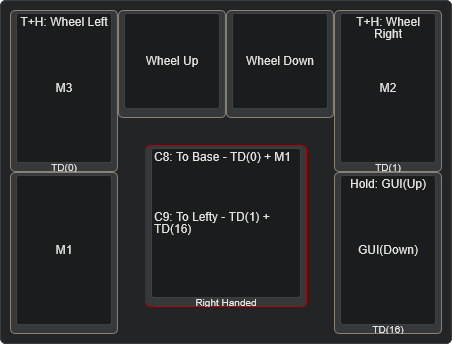 T+H: Wheel Left
M3
TD(0)
Wheel Up
Wheel Down
T+H: Wheel
Right
M2
TD(1)
M1
C8: To Base - TD(0) + M1
C9: To Lefty - TD(1) +
TD(16)
Right Handed
Hold: GUI(Up)
GUI(Down)
TD(16)